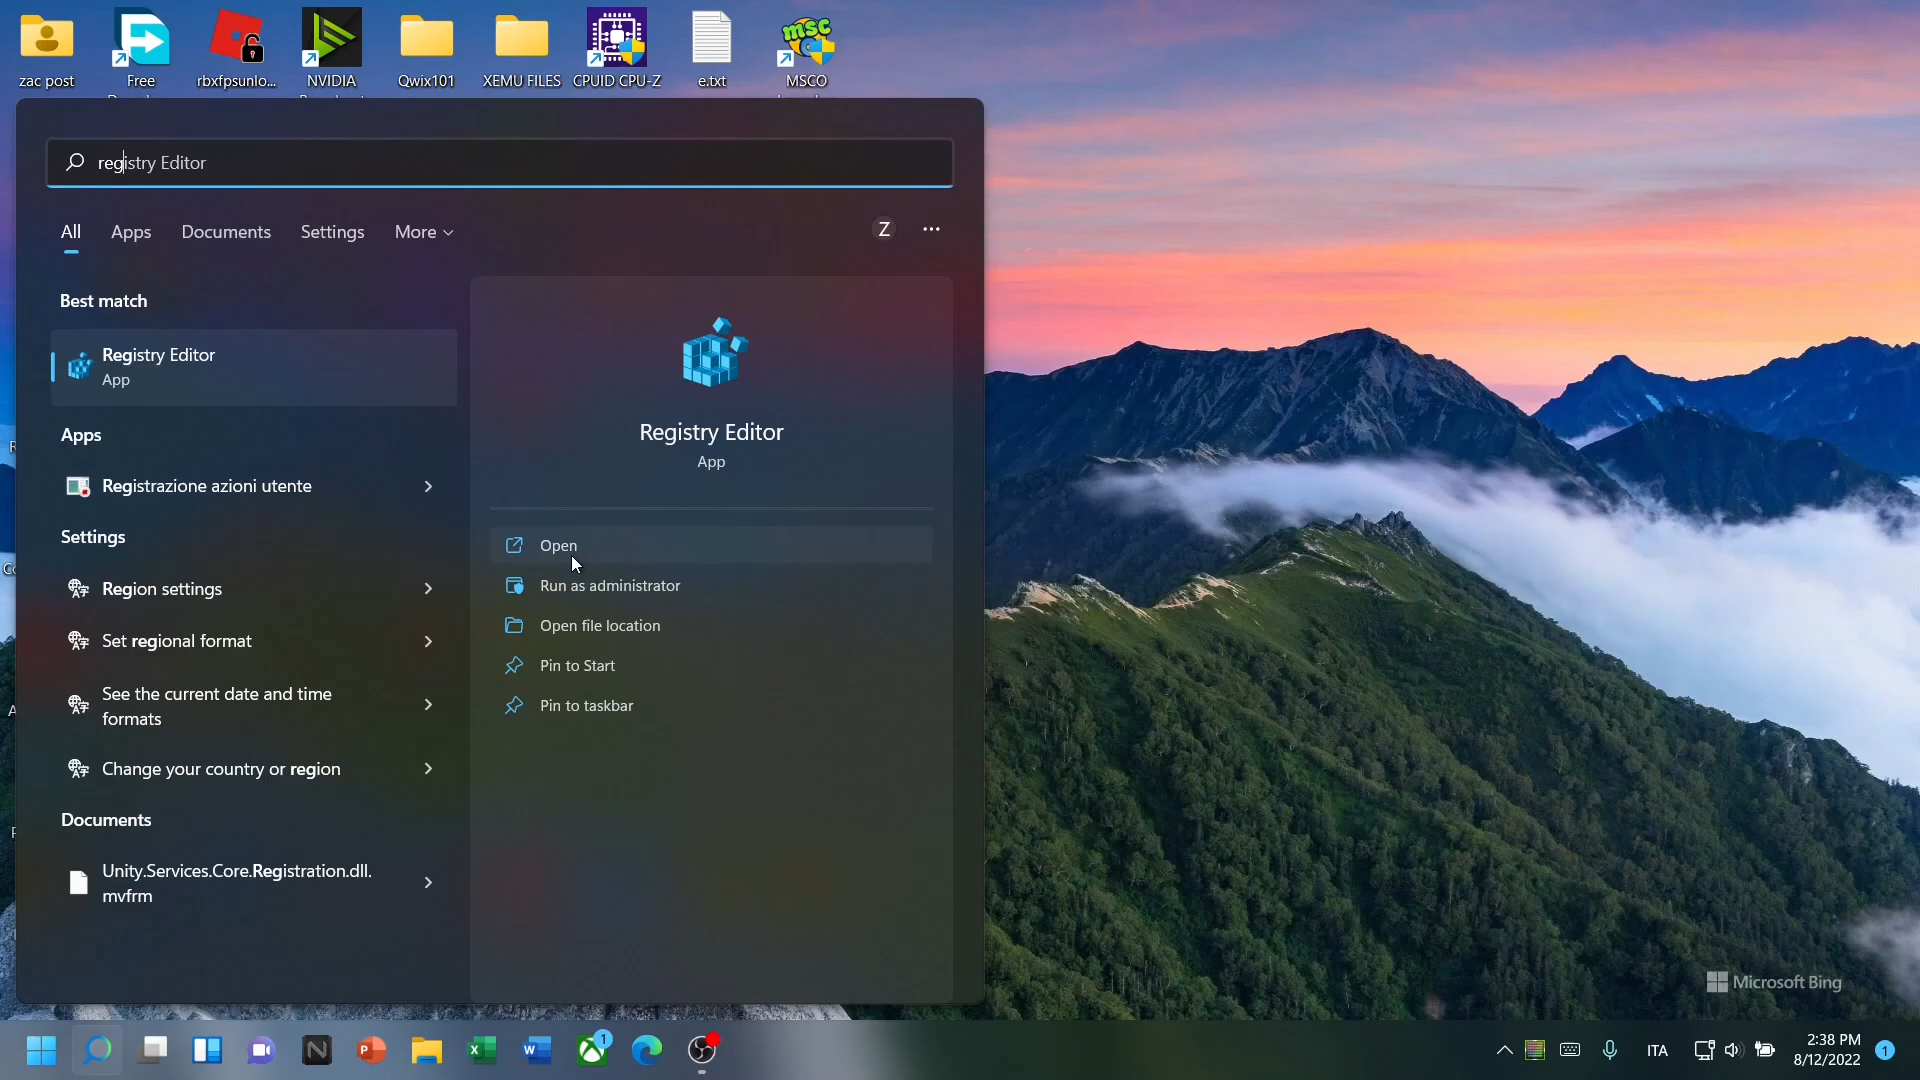 zac post
Free
rbxfpsunlo...
NVIDIA
Qwix101
XEMU FILES
CPUID CPU-Z
e.txt
msc
MSCO
registry Editor
All
Apps
Documents
Settings
More
Z
Best match
Registry Editor
App
Apps
Registrazione azioni utente
Settings
Region settings
Set regional format
See the current date and time
formats
Change your country or region
Documents
Unity.Services.Core.Registration.dll.
mvfrm
Registry Editor
App
Open
Run as administrator
Open file location
Pin to Start
Pin to taskbar
Microsoft Bing
1
ITA
2:38 PM
8/12/2022
1